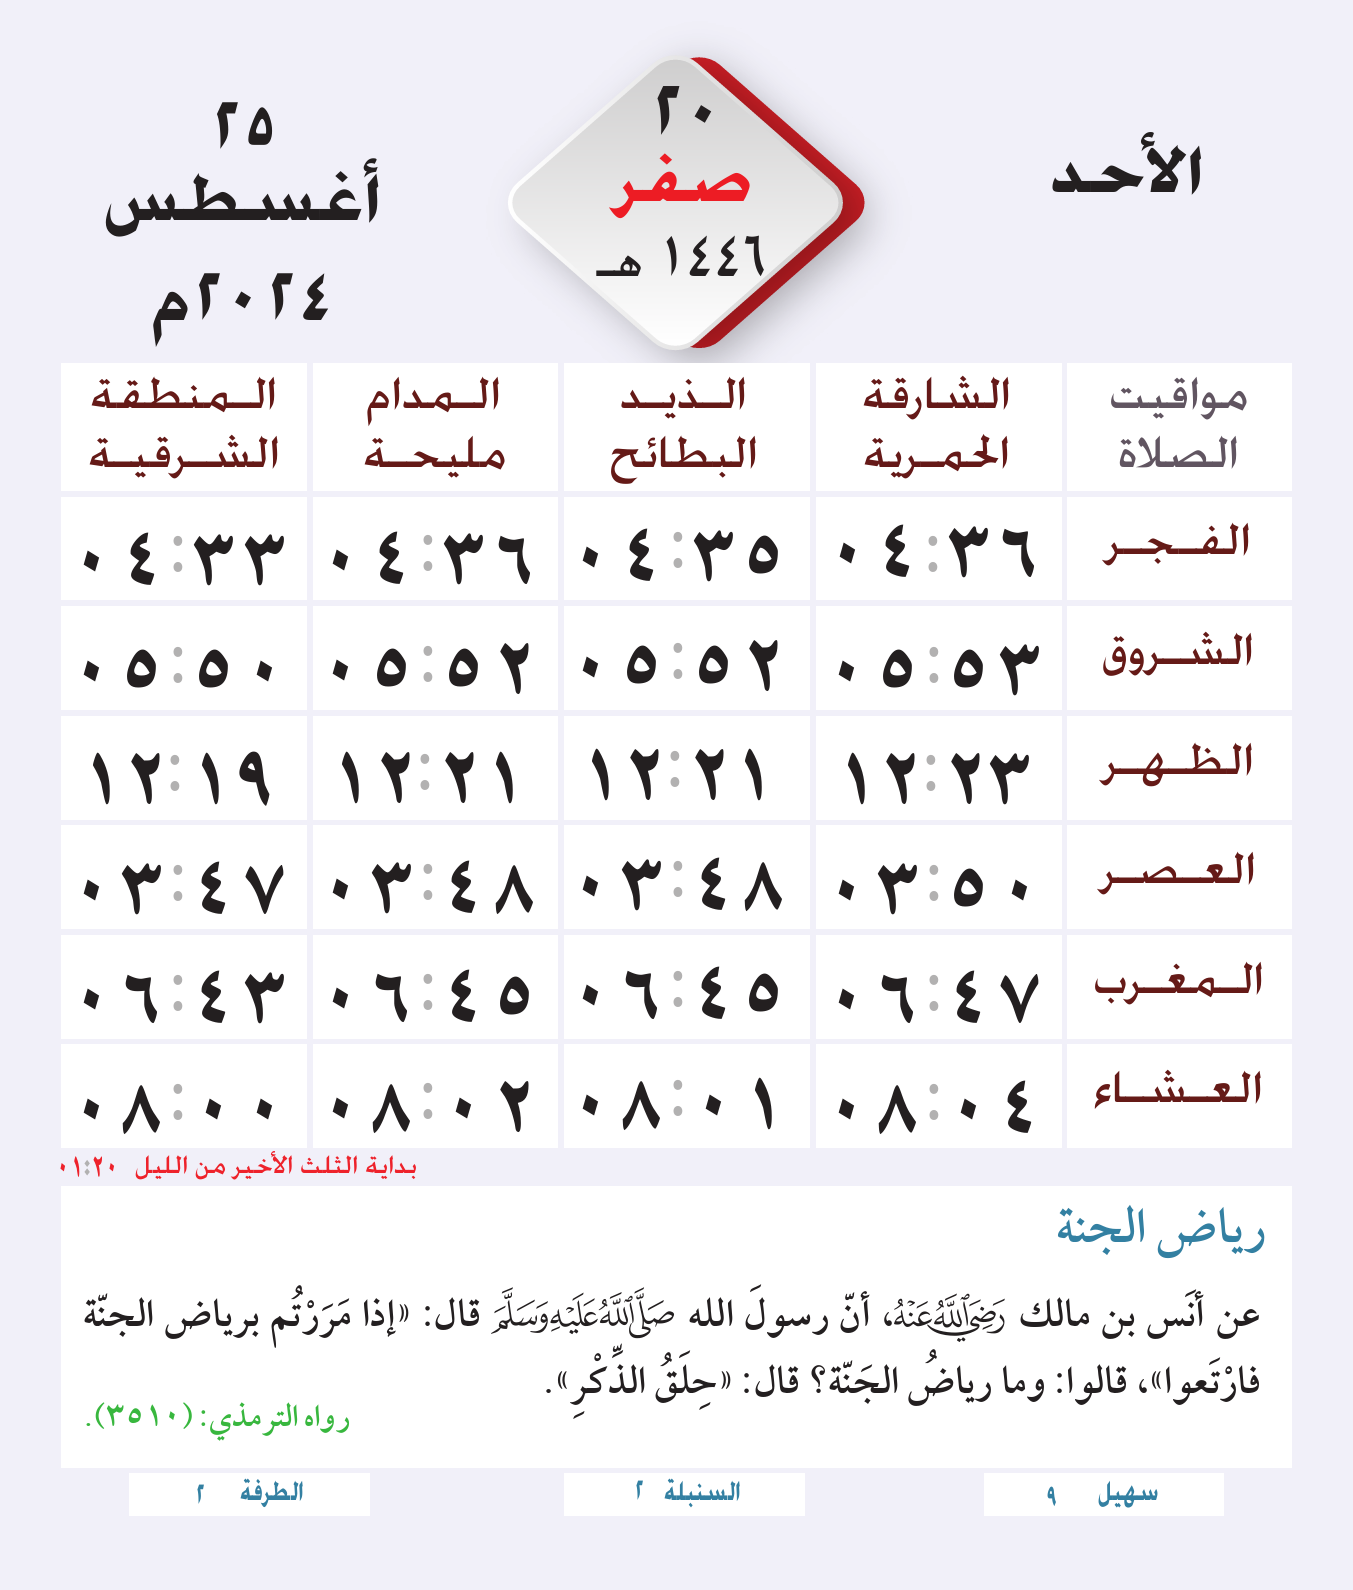 الأحد
٢٠
صفر
١٤٤٦ هـ
٢٥
أغسطس
٢٠٢٤م
مواقيت الصلاة
الشارقة الحمرية
الذيد البطائح
المدام مليحة
المنطقة الشرقية
الفجر ٠٤:٣٦ ٠٤:٣٥ ٠٤:٣٦ ٠٤:٣٣
الشروق ٠٥:٥٣ ٠٥:٥٢ ٠٥:٥٢ ٠٥:٥٠
الظهر ١٢:٢٣ ١٢:٢١ ١٢:٢١ ١٢:١٩
العصر ٠٣:٥٠ ٠٣:٤٨ ٠٣:٤٨ ٠٣:٤٧
المغرب ٠٦:٤٧ ٠٦:٤٥ ٠٦:٤٥ ٠٦:٤٣
العشاء ٠٨:٠٤ ٠٨:٠١ ٠٨:٠٢ ٠٨:٠٠
بداية الثلث الأخير من الليل ٠١:٢٠
رياض الجنة
عن أنَس بن مالك رَضِيَ اللَّهُ عَنْهُ، أنّ رسولَ الله صَلَّى اللَّهُ عَلَيْهِ وَسَلَّمَ قال: «إذا مَرَرْتُم برياض الجنّة
فارْتَعوا»، قالوا: وما رياضُ الجَنّة؟ قال: «حِلَقُ الذِّكْرِ».
رواه الترمذي: (٣٥١٠).
سهيل ٩
السنبلة ٢
الطرفة ٢